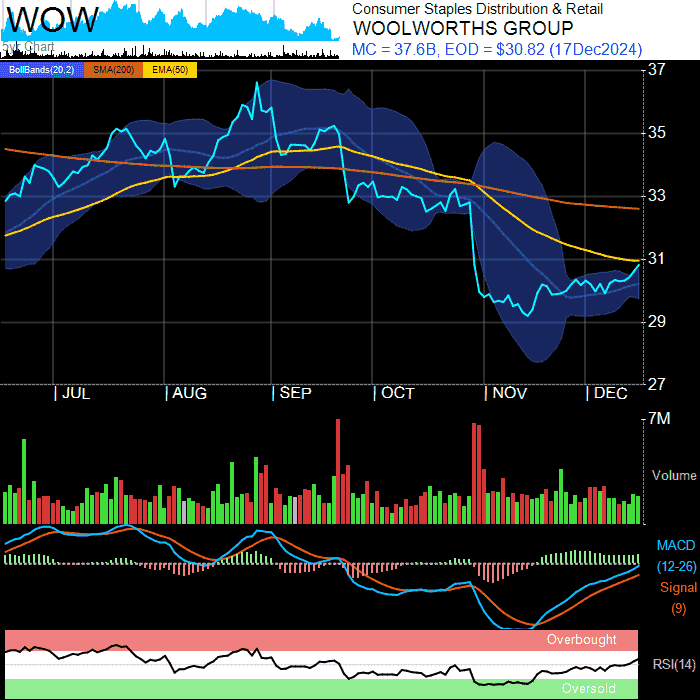 WOW
5yr Chart
Consumer Staples Distribution & Retail
WOOLWORTHS GROUP
MC = 37.6B, EOD = $30.82 (17Dec2024)
BollBands(20,2) SMA(200) EMA(50)
37
35
33
31
29
27
JUL AUG SEP OCT NOV DEC
7M
Volume
MACD
(12-26)
Signal
(9)
Overbought
RSI(14)
Oversold